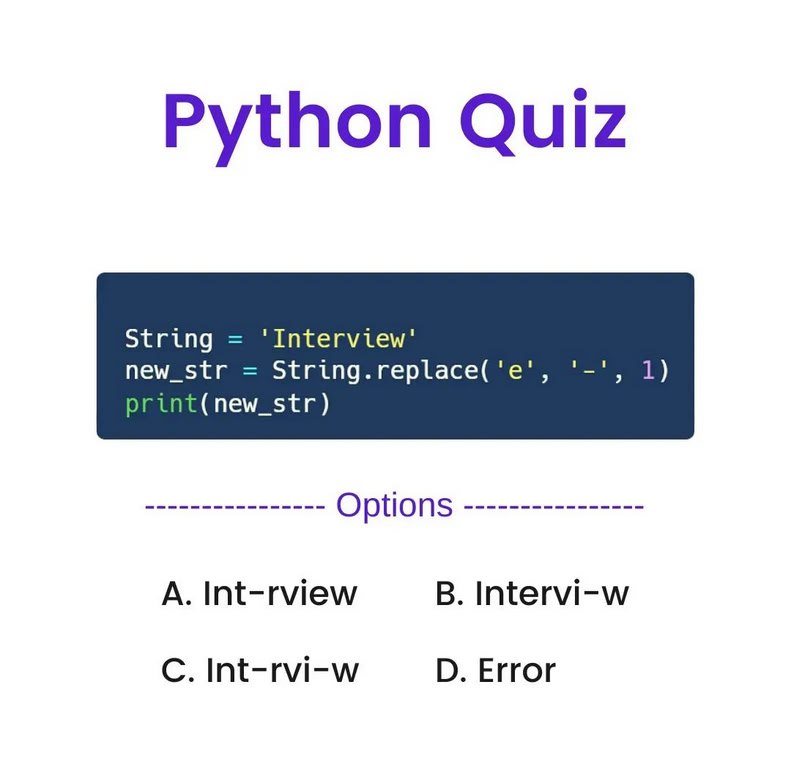 Python Quiz
String = 'Interview'
new_str = String.replace('e', '-', 1)
print(new_str)
---------------- Options ----------------
A. Int-rview B. Intervi-w
C. Int-rvi-w D. Error